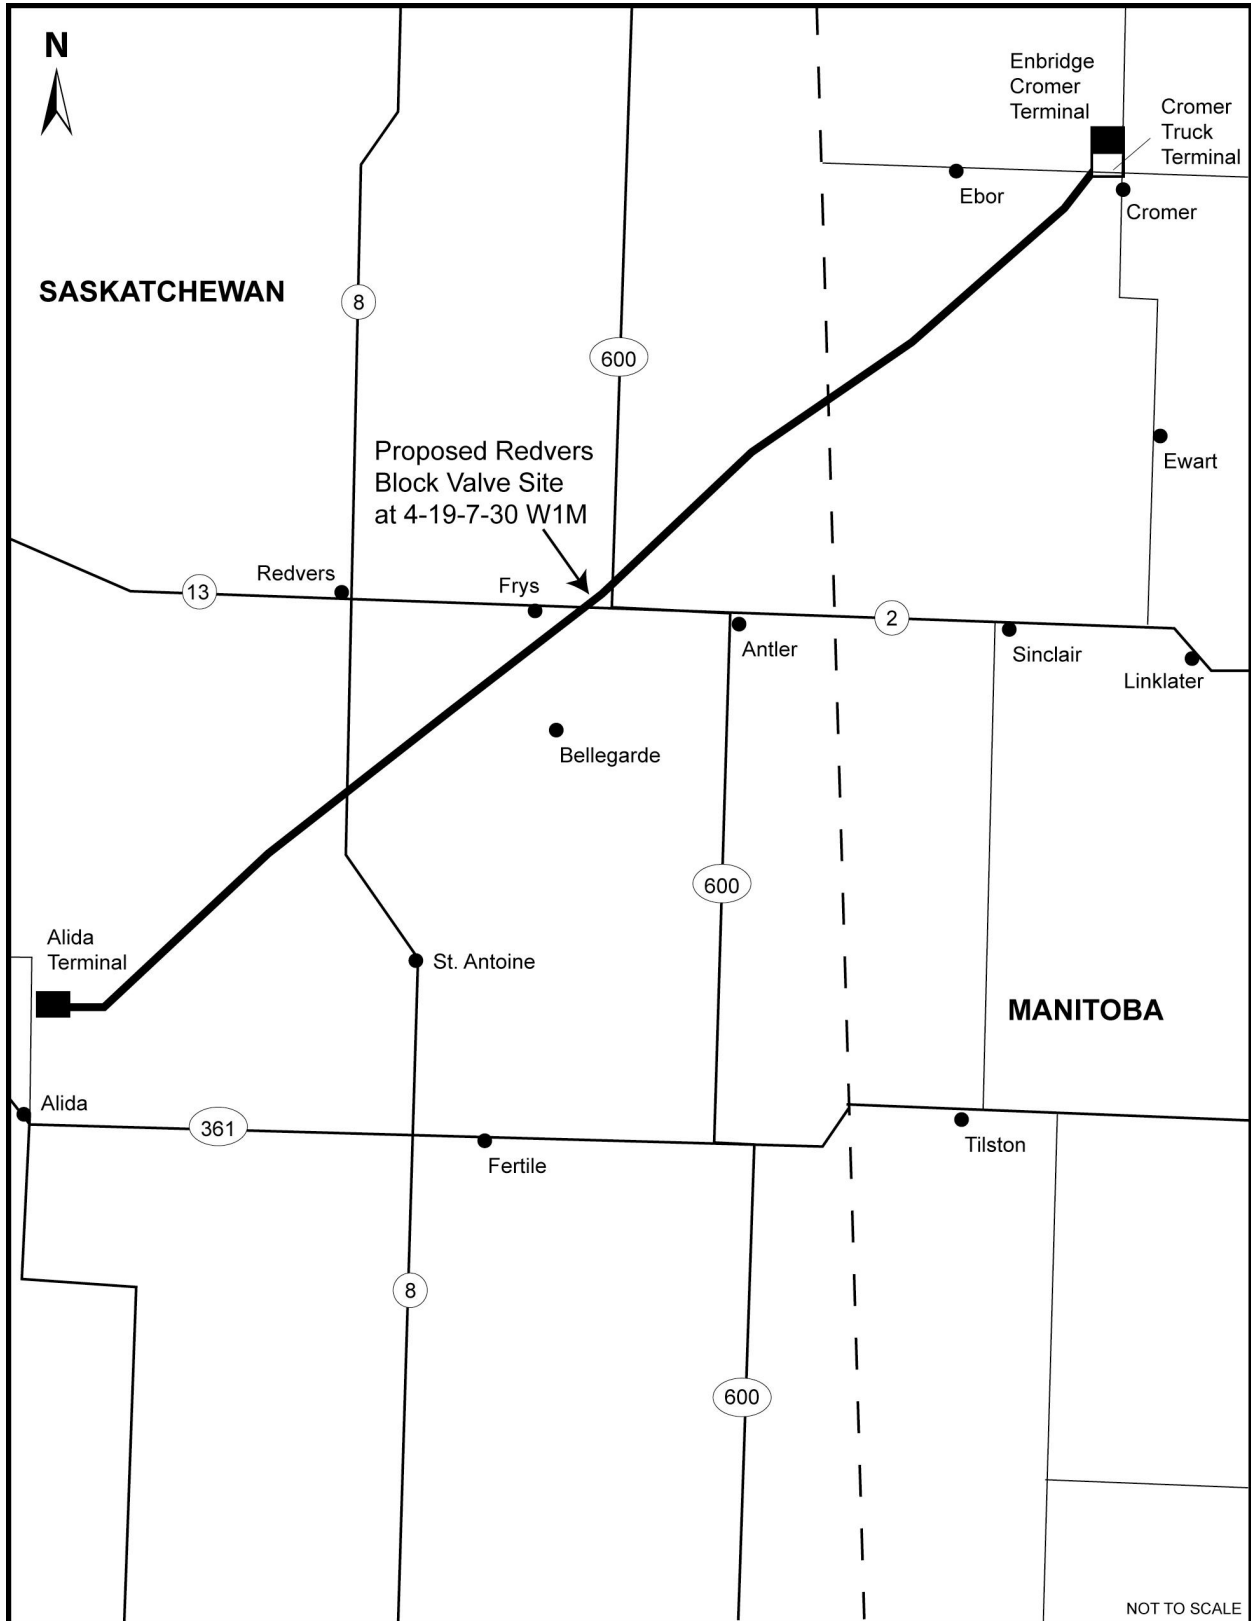 N
Enbridge
Cromer
Terminal
Cromer
Truck
Terminal
Ebor
Cromer
SASKATCHEWAN
8
600
Proposed Redvers
Block Valve Site
at 4-19-7-30 W1M
Ewart
Redvers
13
Frys
2
Antler
Sinclair
Linklater
Bellegarde
600
Alida
Terminal
St. Antoine
MANITOBA
Alida
361
Fertile
Tilston
8
600
NOT TO SCALE